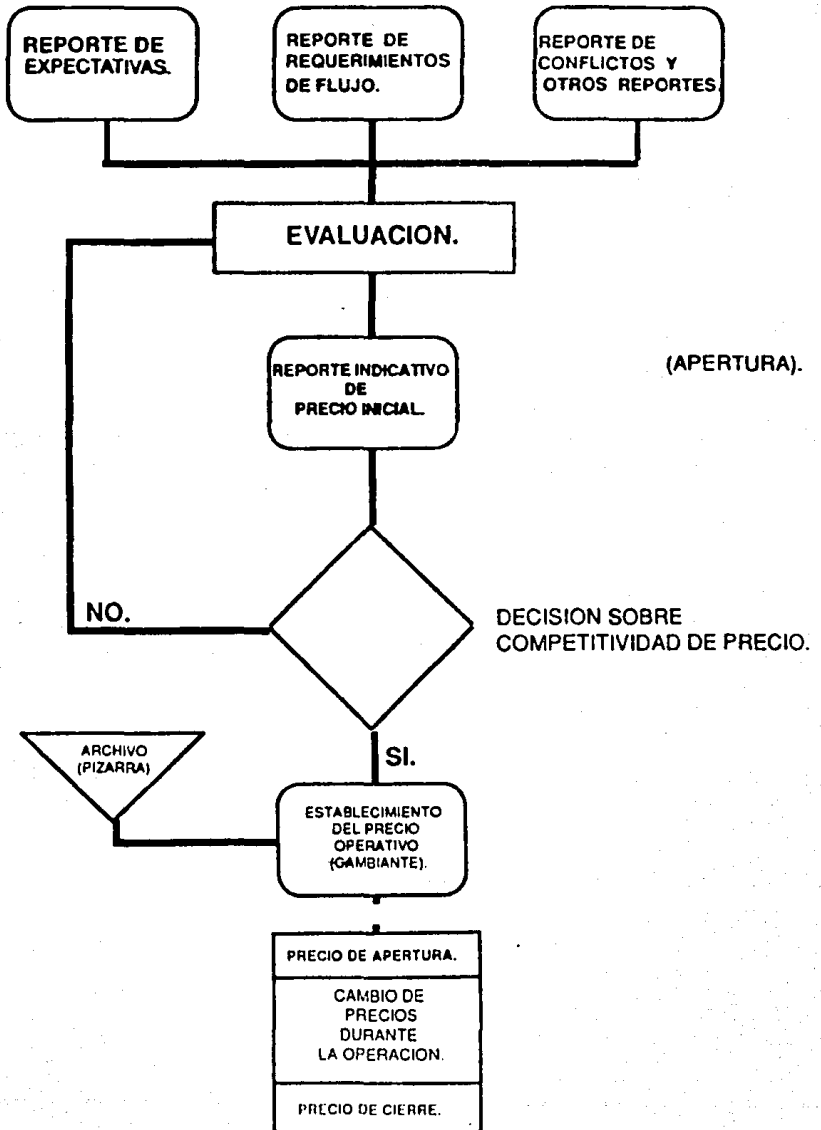 REPORTE DE
EXPECTATIVAS.
REPORTE DE
REQUERIMIENTOS
DE FLUJO.
REPORTE DE
CONFLICTOS Y
OTROS REPORTES
EVALUACION.
REPORTE INDICATIVO
DE
PRECIO INICIAL.
(APERTURA).
NO.
DECISION SOBRE
COMPETITIVIDAD DE PRECIO.
ARCHIVO
(PIZARRA)
SI.
ESTABLECIMIENTO
DEL PRECIO
OPERATIVO
(CAMBIANTE).
PRECIO DE APERTURA.
CAMBIO DE
PRECIOS
DURANTE
LA OPERACION.
PRECIO DE CIERRE.